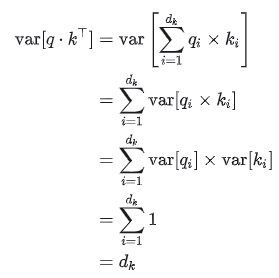 var[q · k^⊤] = var[∑_{i=1}^{d_k} q_i × k_i]
= ∑_{i=1}^{d_k} var[q_i × k_i]
= ∑_{i=1}^{d_k} var[q_i] × var[k_i]
= ∑_{i=1}^{d_k} 1
= d_k